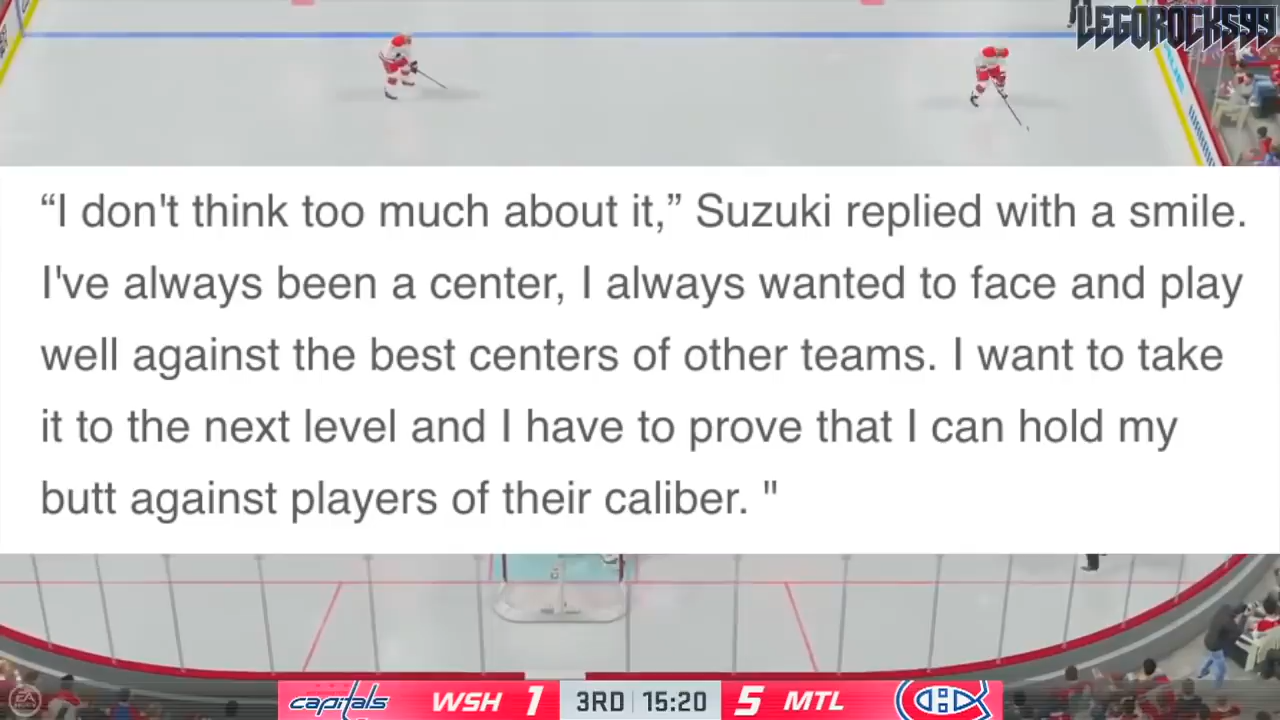 LEGOROCKS99
“I don't think too much about it,” Suzuki replied with a smile.
I've always been a center, I always wanted to face and play
well against the best centers of other teams. I want to take
it to the next level and I have to prove that I can hold my
butt against players of their caliber. "
capitals WSH 1 3RD 15:20 5 MTL
EA